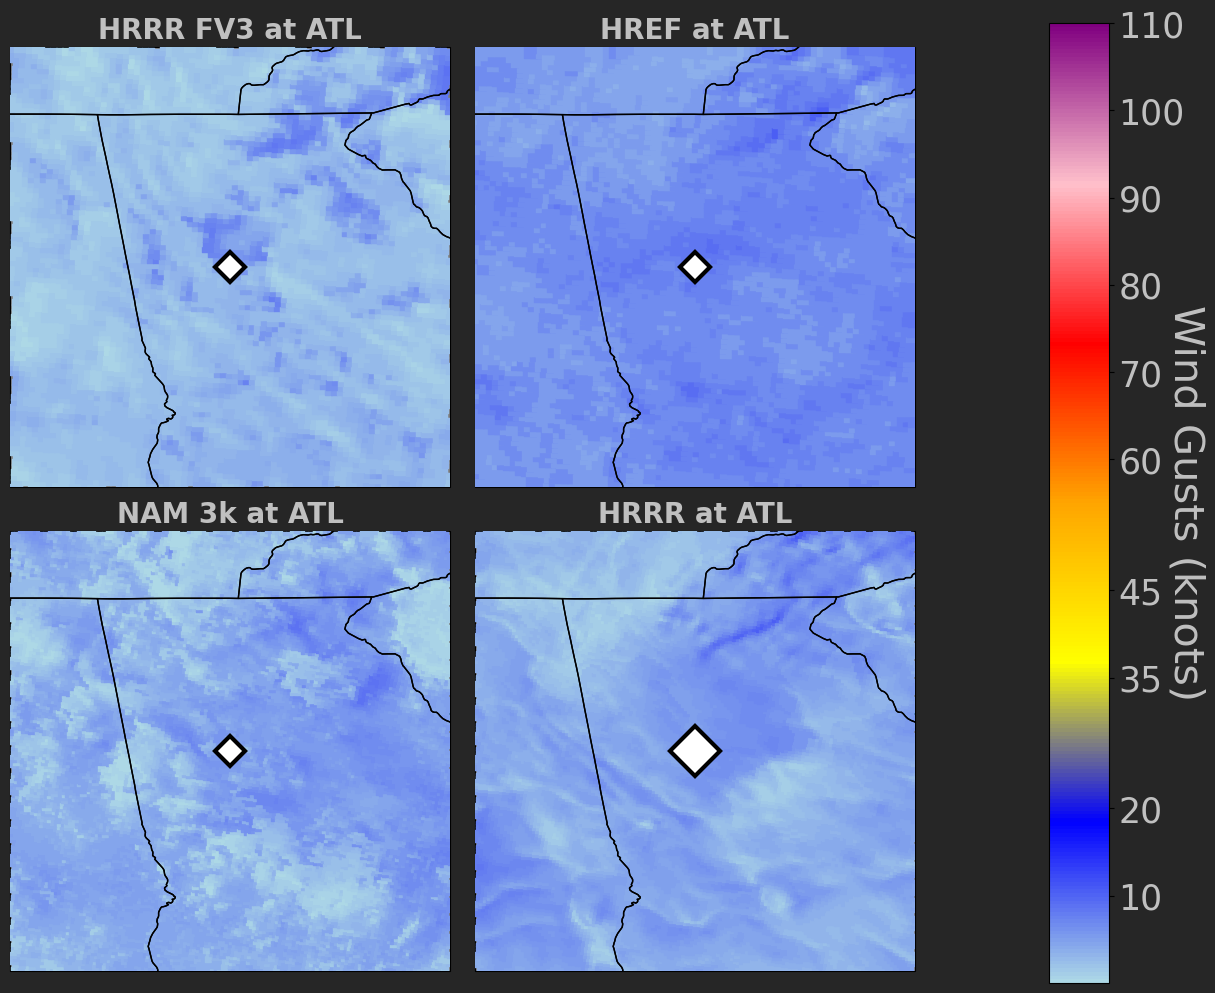 HRRR FV3 at ATL
HREF at ATL
NAM 3k at ATL
HRRR at ATL
110
100
90
80
70
60
45
35
20
10
Wind Gusts (knots)